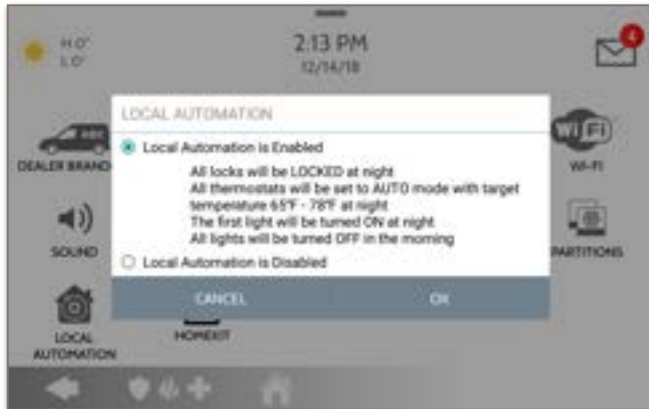 H 0°
L 0°
2:13 PM
12/14/18
4
LOCAL AUTOMATION
Local Automation is Enabled
All locks will be LOCKED at night
All thermostats will be set to AUTO mode with target
temperature 65°F - 78°F at night
The first light will be turned ON at night
All lights will be turned OFF in the morning
Local Automation is Disabled
CANCEL
OK
ABC
DEALER BRAND
Wi Fi
WI-FI
SOUND
PARTITIONS
LOCAL
AUTOMATION
HOMEKIT